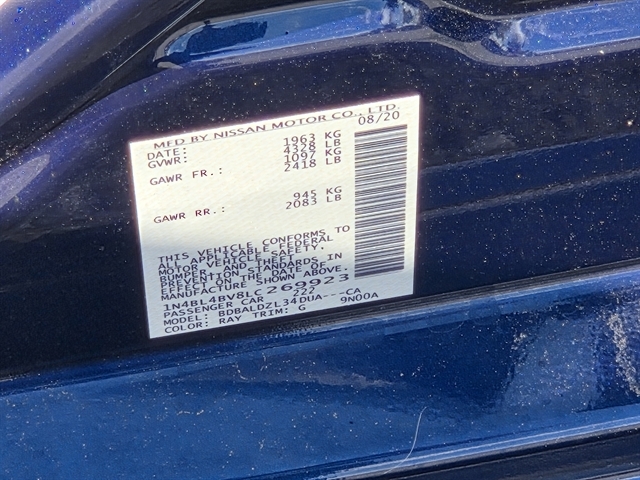 MFD BY NISSAN MOTOR CO., LTD.
DATE: 08/20
GVWR: 1963 KG
4328 LB
GAWR FR.: 1097 KG
2418 LB
GAWR RR.: 945 KG
2083 LB
THIS VEHICLE CONFORMS TO
ALL APPLICABLE FEDERAL
MOTOR VEHICLE SAFETY,
BUMPER, AND THEFT
PREVENTION STANDARDS IN
EFFECT ON THE DATE OF
MANUFACTURE SHOWN ABOVE.
1N4BL4BV8LC269923
PASSENGER CAR 222
MODEL: BDBALDZL34DUA---CA
COLOR: RAY TRIM: G 9N00A